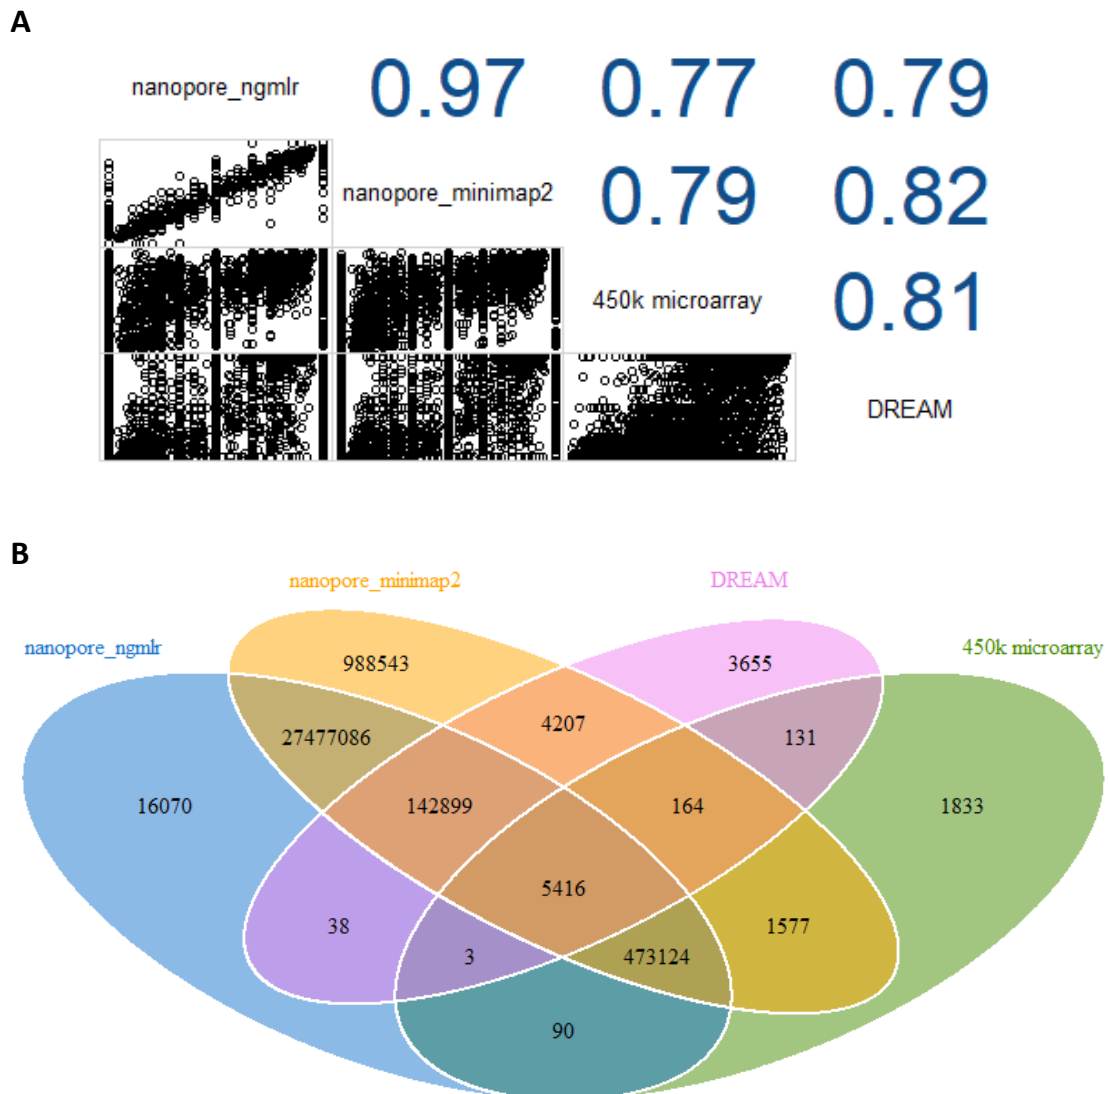 A
nanopore_ngmlr 0.97 0.77 0.79
nanopore_minimap2 0.79 0.82
450k microarray 0.81
DREAM
B
nanopore_minimap2 DREAM
nanopore_ngmlr 450k microarray
988543 3655
4207
27477086 131
16070 142899 164 1833
5416
38 1577
3 473124
90